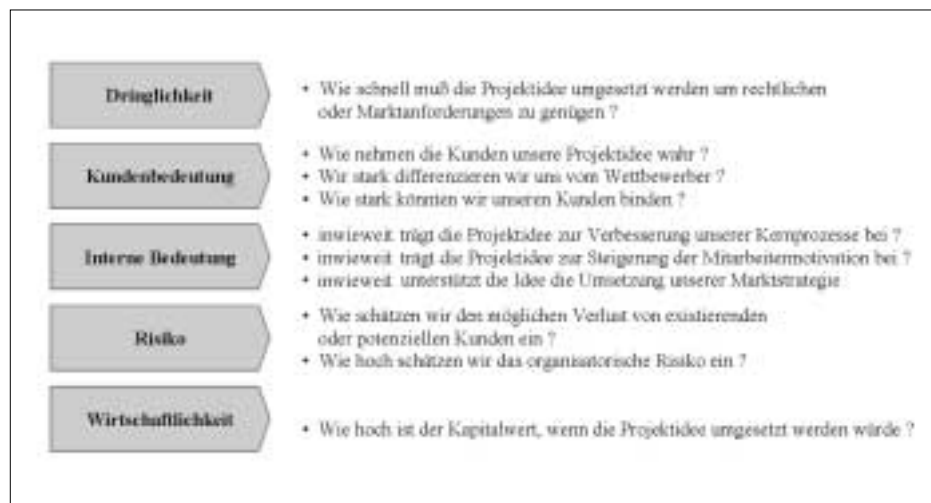 Dringlichkeit
• Wie schnell muß die Projektidee umgesetzt werden um rechtlichen
oder Marktanforderungen zu genügen ?
Kundenbedeutung
• Wie nehmen die Kunden unsere Projektidee wahr ?
• Wir stark differenzieren wir uns vom Wettbewerber ?
• Wie stark könnten wir unseren Kunden binden ?
Interne Bedeutung
• inwieweit trägt die Projektidee zur Verbesserung unserer Kernprozesse bei ?
• inwieweit trägt die Projektidee zur Steigerung der Mitarbeitermotivation bei ?
• inwieweit unterstützt die Idee die Umsetzung unserer Marktstrategie
Risiko
• Wie schätzen wir den möglichen Verlust von existierenden
oder potenziellen Kunden ein ?
• Wie hoch schätzen wir das organisatorische Risiko ein ?
Wirtschaftlichkeit
• Wie hoch ist der Kapitalwert, wenn die Projektidee umgesetzt werden würde ?